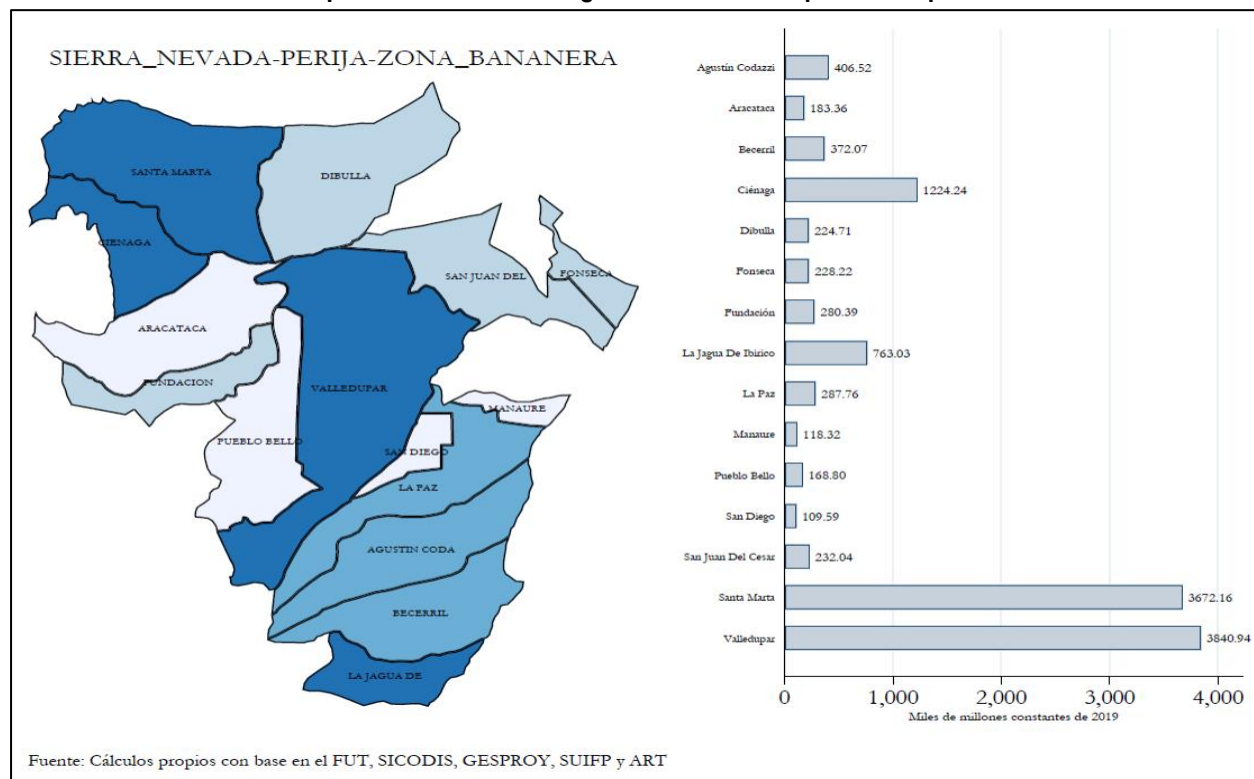 SIERRA_NEVADA-PERIJA-ZONA_BANANERA
SANTA MARTA
DIBULLA
CIENAGA
SAN JUAN DEL
FONSECA
ARACATACA
FUNDACION
VALLEDUPAR
MANAURE
PUEBLO BELLO
SAN DIEGO
LA PAZ
AGUSTIN CODA
BECERRIL
LA JAGUA DE
Agustín Codazzi 406.52
Aracataca 183.36
Becerril 372.07
Ciénaga 1224.24
Dibulla 224.71
Fonseca 228.22
Fundación 280.39
La Jagua De Ibirico 763.03
La Paz 287.76
Manaure 118.32
Pueblo Bello 168.80
San Diego 109.59
San Juan Del Cesar 232.04
Santa Marta 3672.16
Valledupar 3840.94
0 1,000 2,000 3,000 4,000
Miles de millones constantes de 2019
Fuente: Cálculos propios con base en el FUT, SICODIS, GESPROY, SUIFP y ART